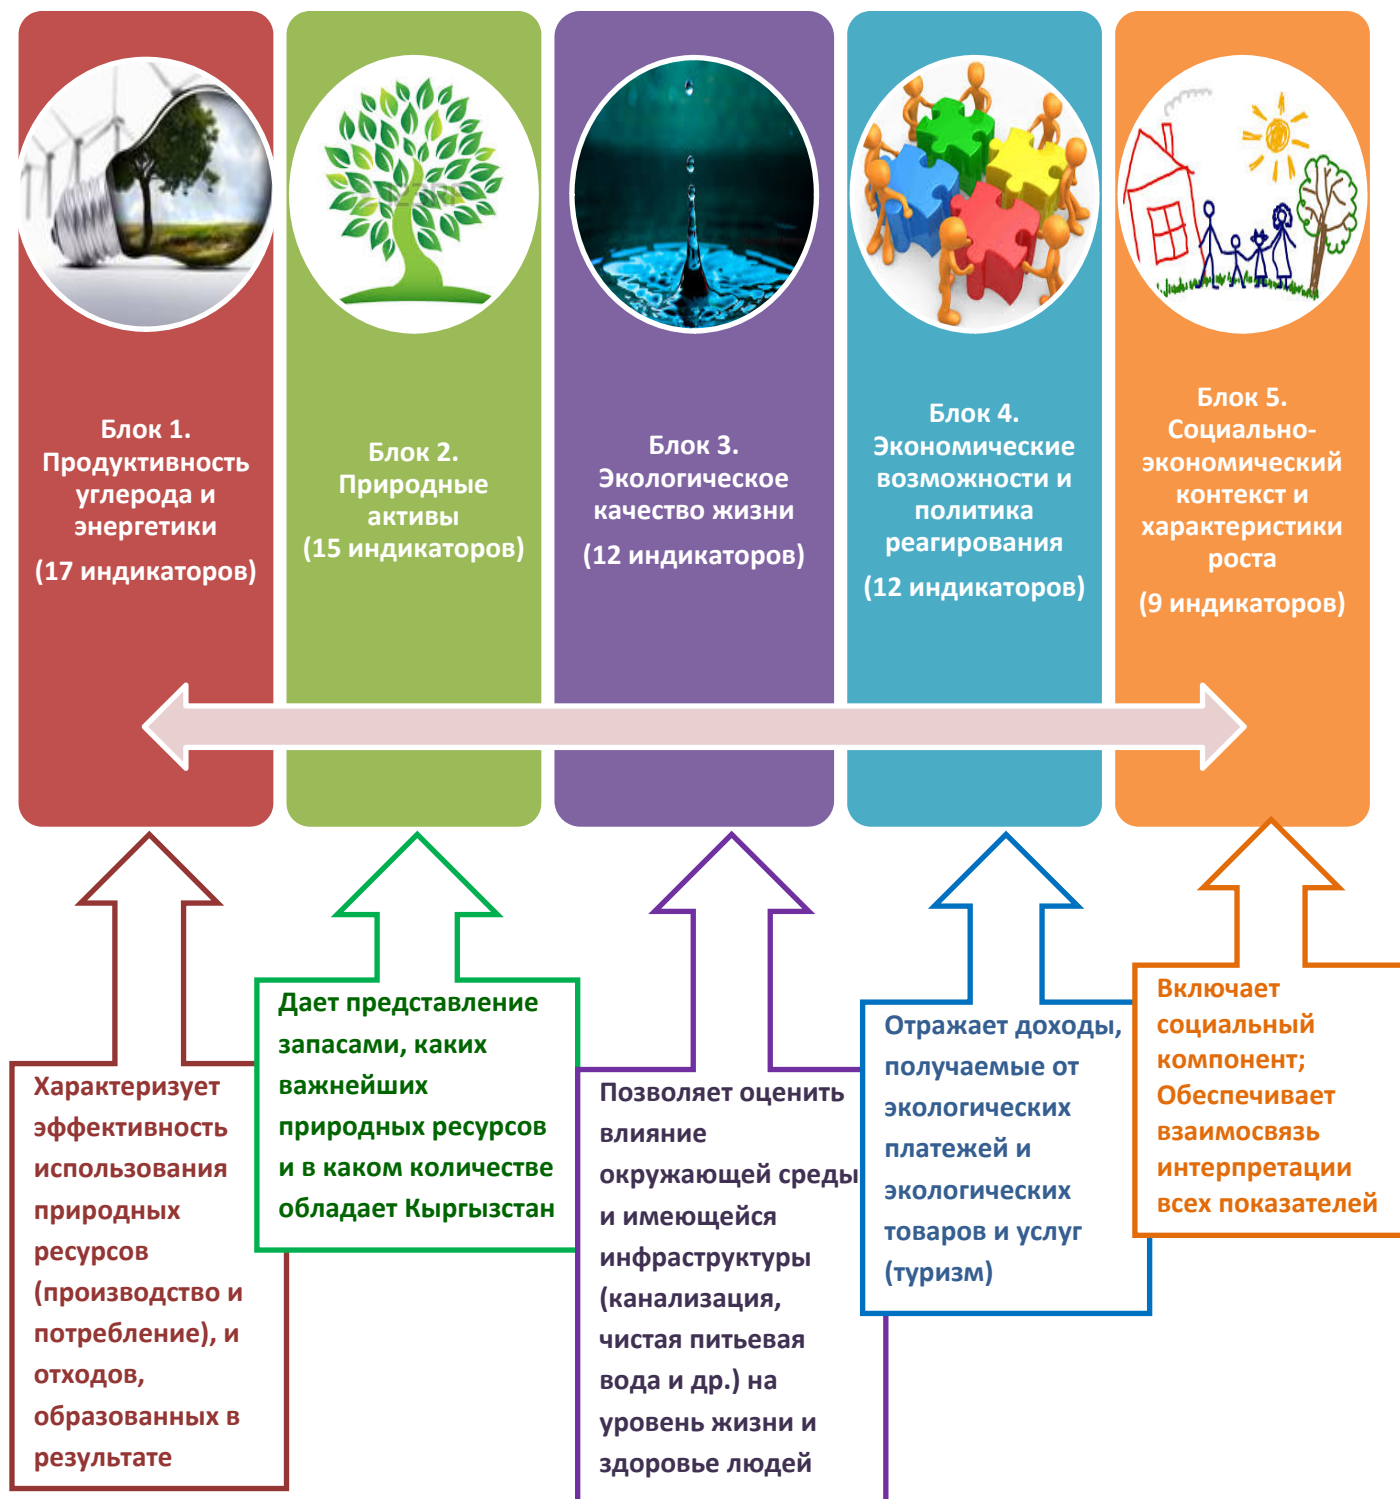 Блок 1.
Продуктивность
углерода и
энергетики
(17 индикаторов)
Блок 2.
Природные
активы
(15 индикаторов)
Блок 3.
Экологическое
качество жизни
(12 индикаторов)
Блок 4.
Экономические
возможности и
политика
реагирования
(12 индикаторов)
Блок 5.
Социально-
экономический
контекст и
характеристики
роста
(9 индикаторов)
Характеризует
эффективность
использования
природных
ресурсов
(производство и
потребление), и
отходов,
образованных в
результате
Дает представление
запасами, каких
важнейших
природных ресурсов
и в каком количестве
обладает Кыргызстан
Позволяет оценить
влияние
окружающей среды
и имеющейся
инфраструктуры
(канализация,
чистая питьевая
вода и др.) на
уровень жизни и
здоровье людей
Отражает доходы,
получаемые от
экологических
платежей и
экологических
товаров и услуг
(туризм)
Включает
социальный
компонент;
Обеспечивает
взаимосвязь
интерпретации
всех показателей